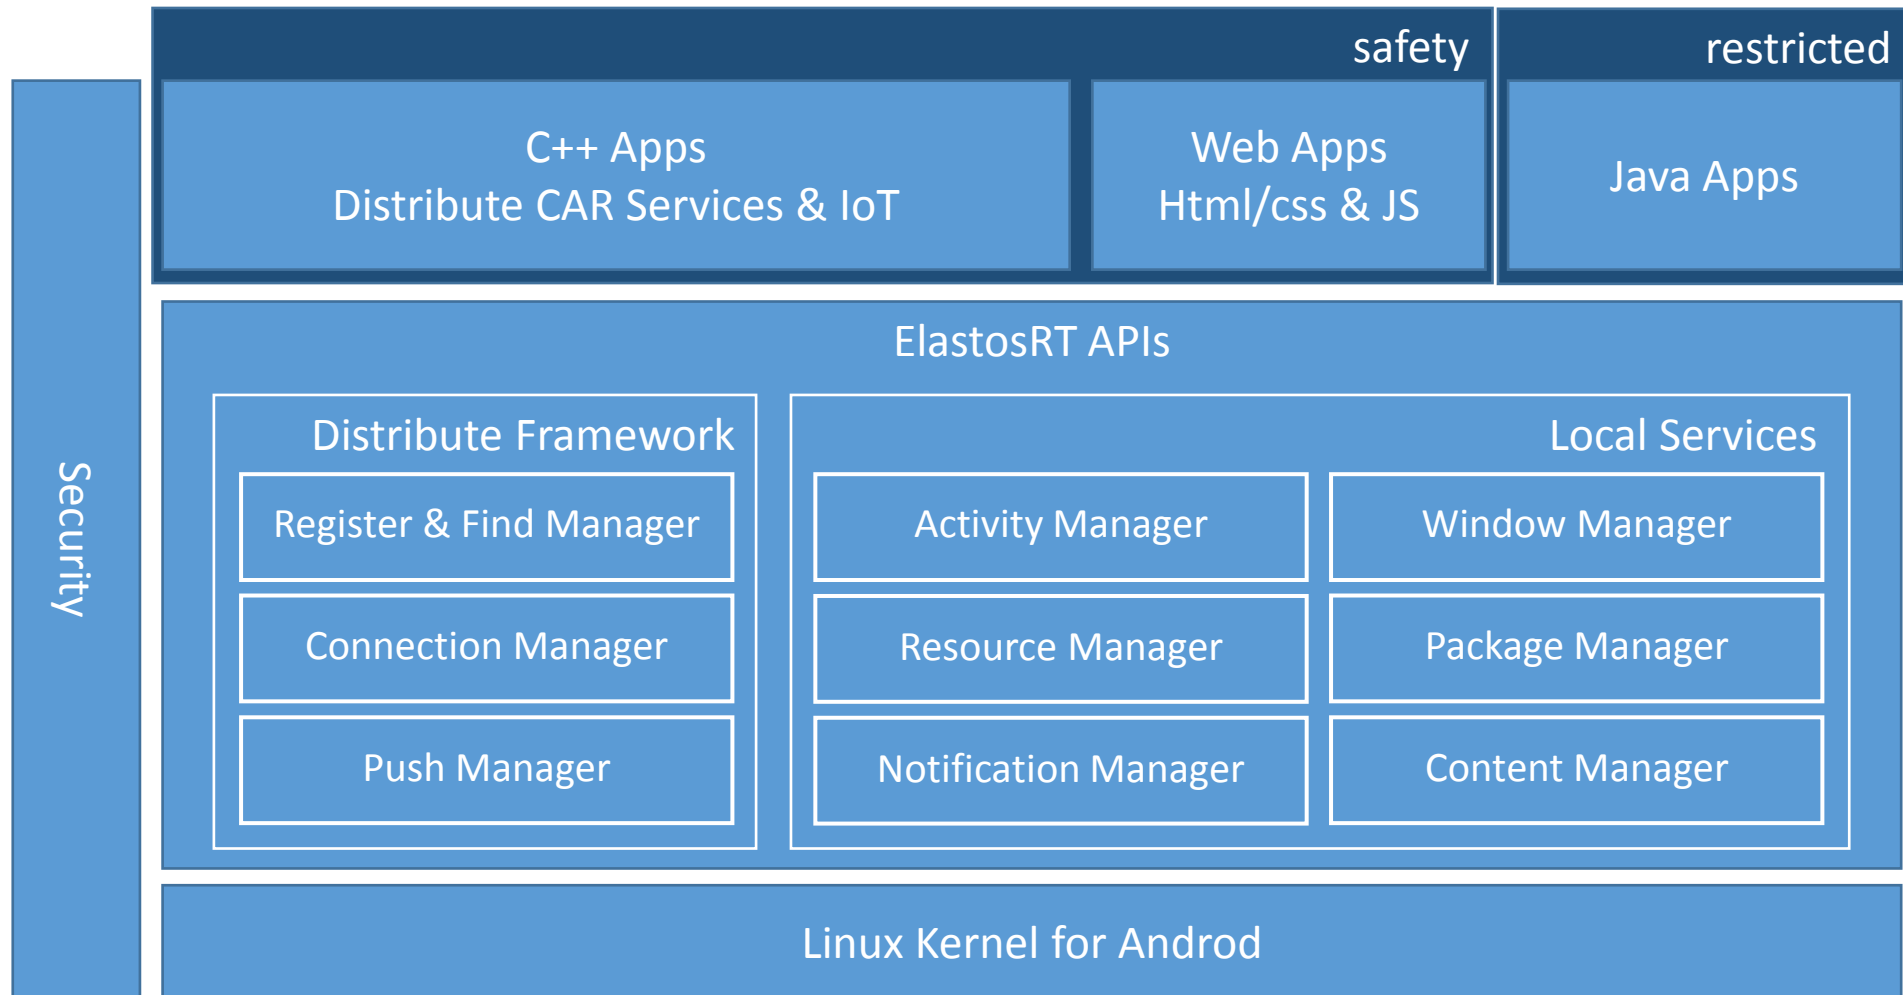 safety
restricted
C++ Apps
Distribute CAR Services & IoT
Web Apps
Html/css & JS
Java Apps
Security
ElastosRT APIs
Distribute Framework
Register & Find Manager
Connection Manager
Push Manager
Local Services
Activity Manager
Window Manager
Resource Manager
Package Manager
Notification Manager
Content Manager
Linux Kernel for Androd